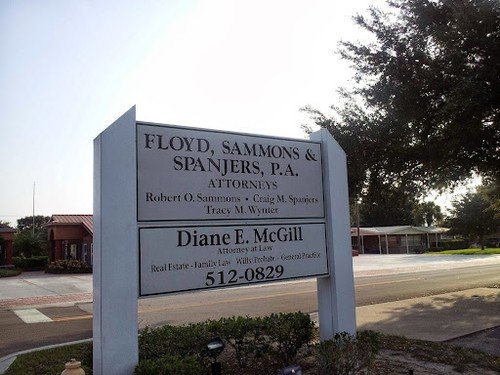 FLOYD, SAMMONS &
SPANJERS, P.A.
ATTORNEYS
Robert O. Sammons • Craig M. Spanjers
Tracy M. Wynter
Diane E. McGill
Attorney at Law
Real Estate - Family Law Wills/Probate - General Practice
512-0829